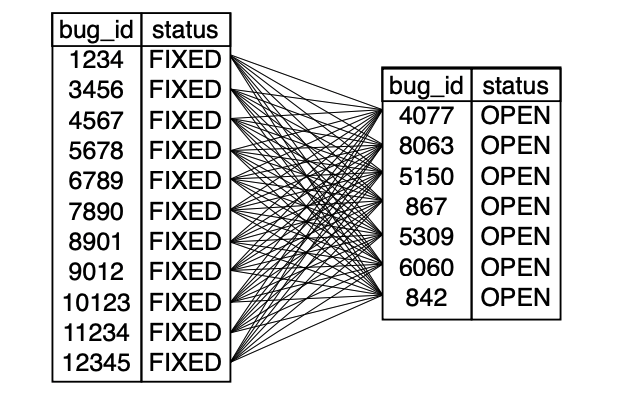 bug_id status
1234 FIXED
3456 FIXED
4567 FIXED
5678 FIXED
6789 FIXED
7890 FIXED
8901 FIXED
9012 FIXED
10123 FIXED
11234 FIXED
12345 FIXED
bug_id status
4077 OPEN
8063 OPEN
5150 OPEN
867 OPEN
5309 OPEN
6060 OPEN
842 OPEN